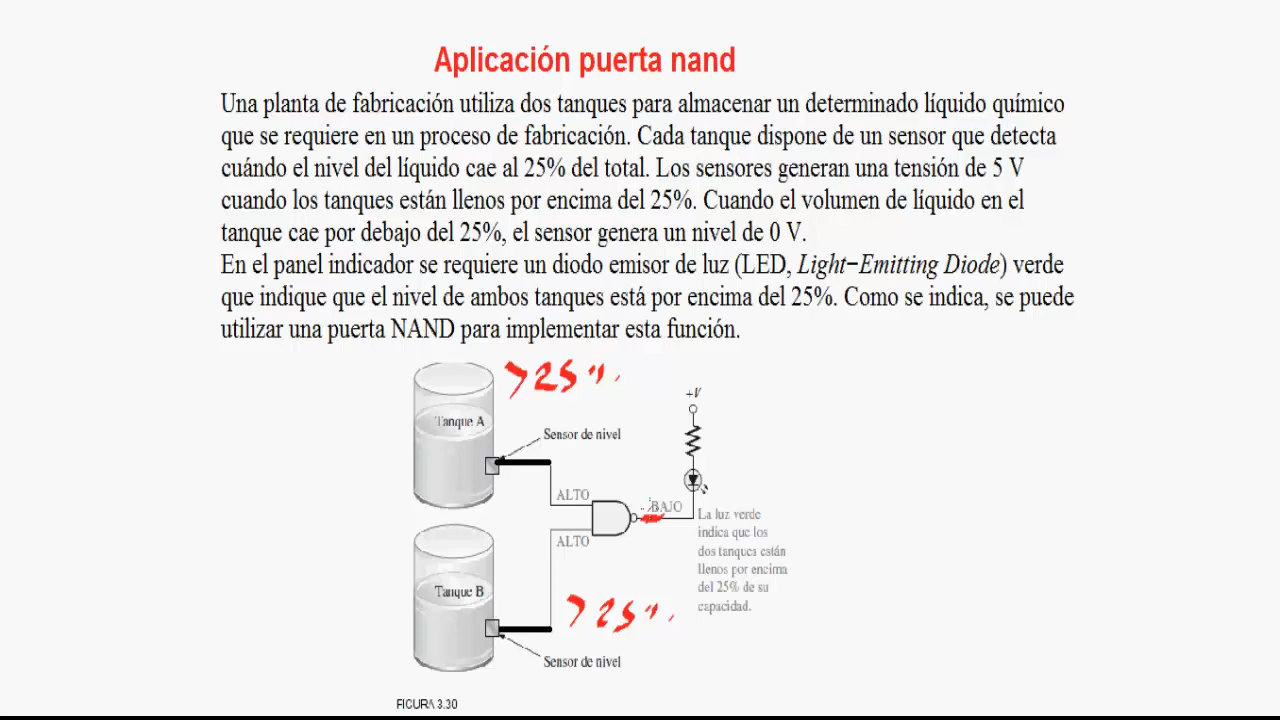 Aplicación puerta nand
Una planta de fabricación utiliza dos tanques para almacenar un determinado líquido químico
que se requiere en un proceso de fabricación. Cada tanque dispone de un sensor que detecta
cuándo el nivel del líquido cae al 25% del total. Los sensores generan una tensión de 5 V
cuando los tanques están llenos por encima del 25%. Cuando el volumen de líquido en el
tanque cae por debajo del 25%, el sensor genera un nivel de 0 V.
En el panel indicador se requiere un diodo emisor de luz (LED, Light−Emitting Diode) verde
que indique que el nivel de ambos tanques está por encima del 25%. Como se indica, se puede
utilizar una puerta NAND para implementar esta función.
>25%
+V
Tanque A
Sensor de nivel
ALTO
BAJO
ALTO
La luz verde
indica que los
dos tanques están
llenos por encima
del 25% de su
capacidad.
Tanque B
>25%
Sensor de nivel
FIGURA 3.30